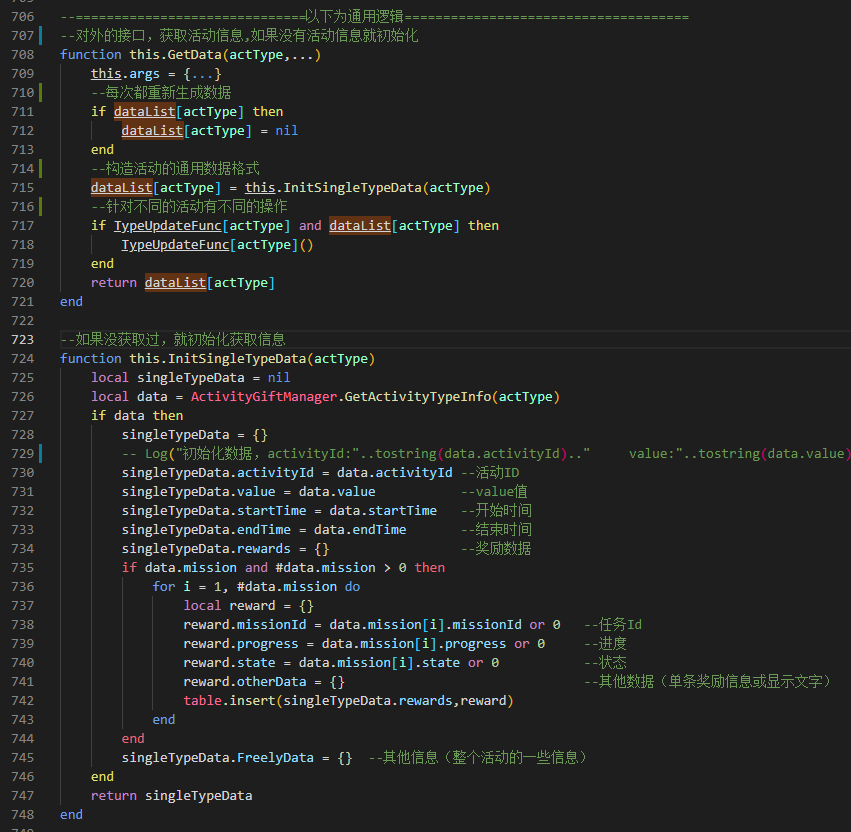 706 --==============================以下为通用逻辑=====================================
707 --对外的接口，获取活动信息,如果没有活动信息就初始化
708 function this.GetData(actType,...)
709 this.args = {...}
710 --每次都重新生成数据
711 if dataList[actType] then
712 dataList[actType] = nil
713 end
714 --构造活动的通用数据格式
715 dataList[actType] = this.InitSingleTypeData(actType)
716 --针对不同的活动有不同的操作
717 if TypeUpdateFunc[actType] and dataList[actType] then
718 TypeUpdateFunc[actType]()
719 end
720 return dataList[actType]
721 end
722
723 --如果没获取过，就初始化获取信息
724 function this.InitSingleTypeData(actType)
725 local singleTypeData = nil
726 local data = ActivityGiftManager.GetActivityTypeInfo(actType)
727 if data then
728 singleTypeData = {}
729 -- Log("初始化数据，activityId:"..tostring(data.activityId).." value:"..tostring(data.value)
730 singleTypeData.activityId = data.activityId --活动ID
731 singleTypeData.value = data.value --value值
732 singleTypeData.startTime = data.startTime --开始时间
733 singleTypeData.endTime = data.endTime --结束时间
734 singleTypeData.rewards = {} --奖励数据
735 if data.mission and #data.mission > 0 then
736 for i = 1, #data.mission do
737 local reward = {}
738 reward.missionId = data.mission[i].missionId or 0 --任务Id
739 reward.progress = data.mission[i].progress or 0 --进度
740 reward.state = data.mission[i].state or 0 --状态
741 reward.otherData = {} --其他数据（单条奖励信息或显示文字）
742 table.insert(singleTypeData.rewards,reward)
743 end
744 end
745 singleTypeData.FreelyData = {} --其他信息（整个活动的一些信息）
746 end
747 return singleTypeData
748 end